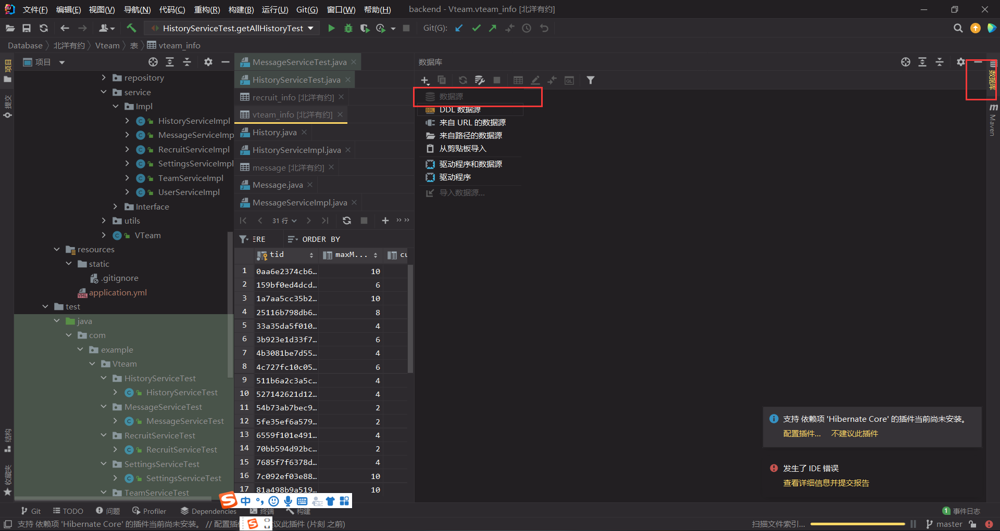 文件(F) 编辑(E) 视图(V) 导航(N) 代码(C) 重构(R) 构建(B) 运行(U) Git(G) 窗口(W) 帮助(H) backend - Vteam.vteam_info [北洋有约]
HistoryServiceTest.getAllHistoryTest Git(G):
Database 北洋有约 Vteam 表 vteam_info
项目
提交
结构
收藏夹
项目
repository
service
Impl
HistoryServiceImpl
MessageServiceImp
RecruitServiceImpl
SettingsServiceImpl
TeamServiceImpl
UserServiceImpl
Interface
utils
VTeam
resources
static
.gitignore
application.yml
test
java
com
example
Vteam
HistoryServiceTest
HistoryServiceTest
MessageServiceTest
MessageServiceTest
RecruitServiceTest
RecruitServiceTest
SettingsServiceTest
SettingsServiceTest
TeamServiceTest
MessageServiceTest.java
HistoryServiceTest.java
recruit_info [北洋有约]
vteam_info [北洋有约]
History.java
HistoryServiceImpl.java
message [北洋有约]
Message.java
MessageServiceImpl.java
31 行
ERE ORDER BY
tid maxM... cu
1 0aa6e2374cb6… 10
2 159bf0ed4dcd… 6
3 1a7aa5cc35b2… 10
4 25116b798db6… 8
5 33a35da5f010… 4
6 3b923e1d33f7… 6
7 4b3081be7d55… 4
8 4c727fc10c05… 6
9 511b6a2c3a5c… 4
10 527142621d12… 4
11 54b73ab7bec9… 2
12 5fe35ef6a579… 2
13 6559f101e491… 4
14 70bb594d92bc… 2
15 7685f7f6378d… 4
16 7c092ef03e88… 10
17 81a498b9a519… 10
数据库
QL
数据源
DDL DDL 数据源
来自 URL 的数据源
来自路径的数据源
从剪贴板导入
驱动程序和数据源
驱动程序
导入数据源...
数据库
m Maven
支持 依赖项 'Hibernate Core' 的插件当前尚未安装。
配置插件... 不建议此插件
发生了 IDE 错误
查看详细信息并提交报告
S 中
Git TODO 问题 Profiler Dependencies 终端 构建 1 事件日志
支持 依赖项 'Hibernate Core' 的插件当前尚未安装。 // 配置插 S 议此插件 (片刻 之前) 扫描文件索引... master